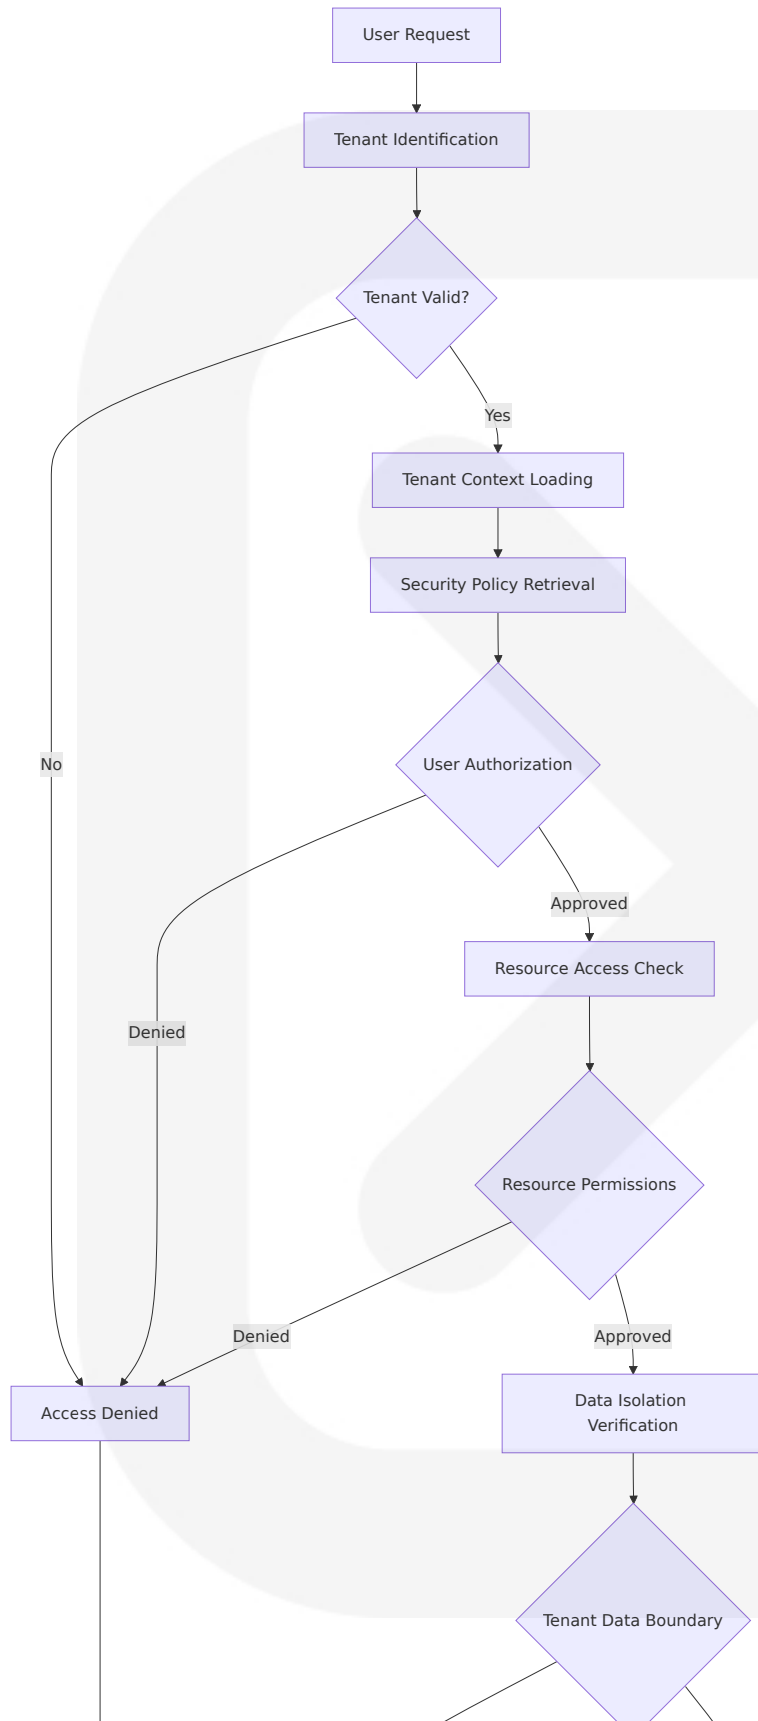 User Request
Tenant Identification
Tenant Valid?
Yes
Tenant Context Loading
Security Policy Retrieval
No
User Authorization
Approved
Resource Access Check
Denied
Resource Permissions
Denied
Approved
Access Denied
Data Isolation
Verification
Tenant Data Boundary